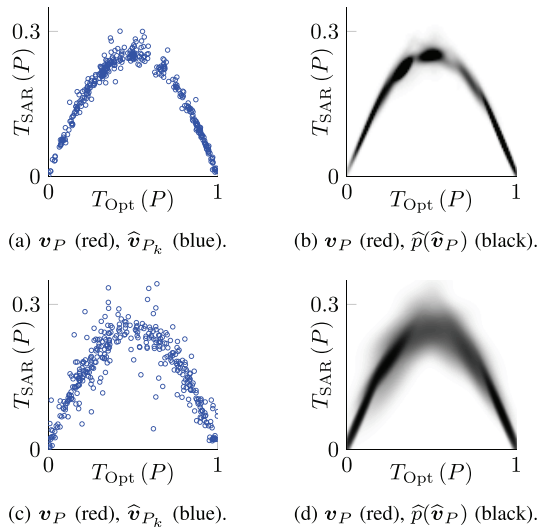 0.3
T_SAR (P)
0
0
1
T_Opt (P)
(a) v_P (red), v̂_{P_k} (blue).
0.3
T_SAR (P)
0
0
1
T_Opt (P)
(b) v_P (red), p̂(v̂_P) (black).
0.3
T_SAR (P)
0
0
1
T_Opt (P)
(c) v_P (red), v̂_{P_k} (blue).
0.3
T_SAR (P)
0
0
1
T_Opt (P)
(d) v_P (red), p̂(v̂_P) (black).